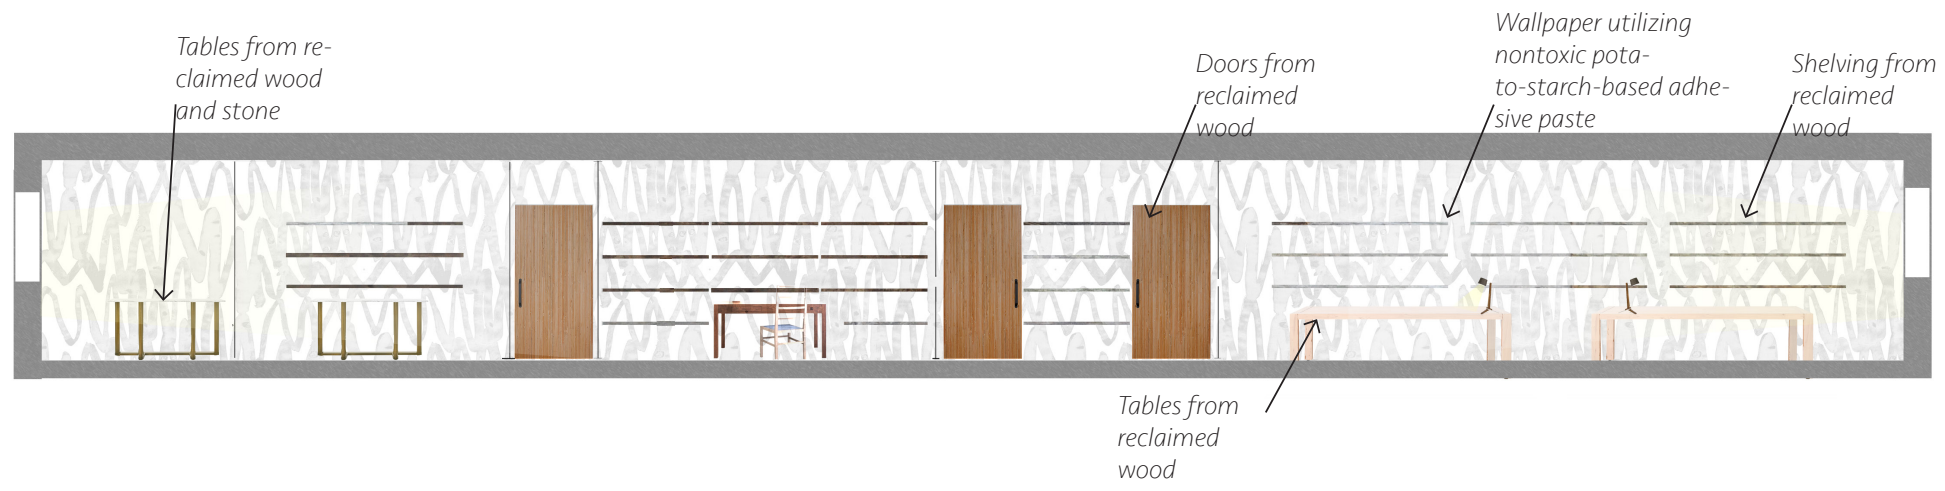 Tables from re-
claimed wood
and stone
Doors from
reclaimed
wood
Wallpaper utilizing
nontoxic pota-
to-starch-based adhe-
sive paste
Shelving from
reclaimed
wood
Tables from
reclaimed
wood